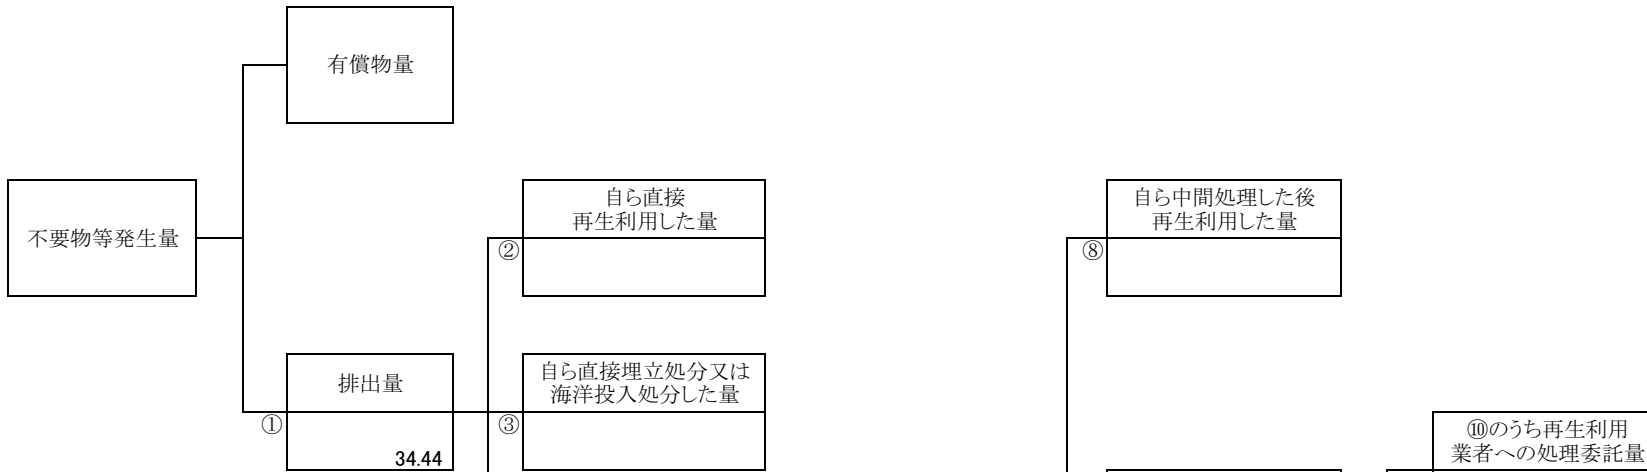 有償物量
不要物等発生量
自ら直接
再生利用した量
②
自ら中間処理した後
再生利用した量
⑧
排出量
①
34.44
自ら直接埋立処分又は
海洋投入処分した量
③
⑩のうち再生利用
業者への処理委託量